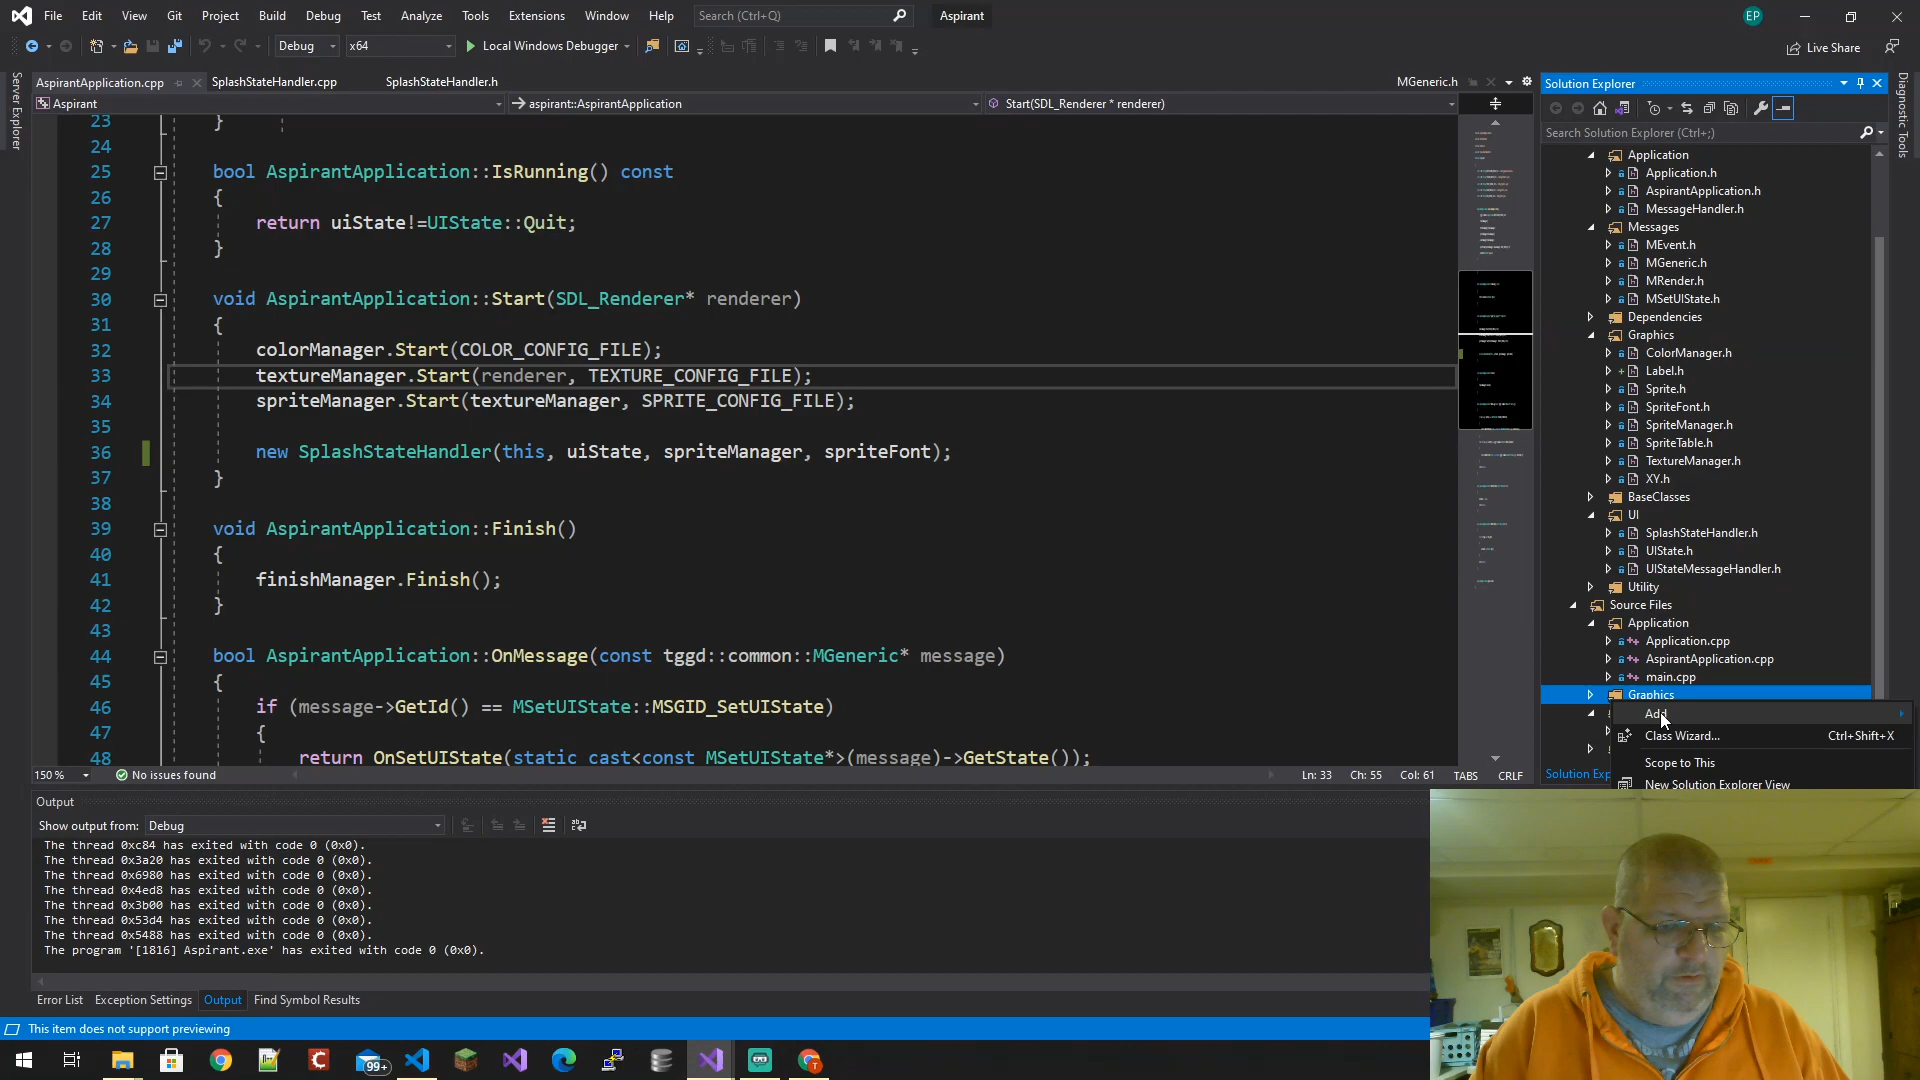 File Edit View Git Project Build Debug Test Analyze Tools Extensions Window Help Search (Ctrl+Q) Aspirant EP
Debug x64 Local Windows Debugger Live Share
AspirantApplication.cpp SplashStateHandler.cpp SplashStateHandler.h MGeneric.h
Aspirant aspirant::AspirantApplication Start(SDL_Renderer * renderer)
Server Explorer
23 }
24
25 bool AspirantApplication::IsRunning() const
26 {
27 return uiState!=UIState::Quit;
28 }
29
30 void AspirantApplication::Start(SDL_Renderer* renderer)
31 {
32 colorManager.Start(COLOR_CONFIG_FILE);
33 textureManager.Start(renderer, TEXTURE_CONFIG_FILE);
34 spriteManager.Start(textureManager, SPRITE_CONFIG_FILE);
35
36 new SplashStateHandler(this, uiState, spriteManager, spriteFont);
37 }
38
39 void AspirantApplication::Finish()
40 {
41 finishManager.Finish();
42 }
43
44 bool AspirantApplication::OnMessage(const tggd::common::MGeneric* message)
45 {
46 if (message->GetId() == MSetUIState::MSGID_SetUIState)
47 {
48 return OnSetUIState(static_cast<const MSetUIState*>(message)->GetState());
150 % No issues found Ln: 33 Ch: 55 Col: 61 TABS CRLF
Solution Explorer
Search Solution Explorer (Ctrl+;)
Application
Application.h
AspirantApplication.h
MessageHandler.h
Messages
MEvent.h
MGeneric.h
MRender.h
MSetUIState.h
Dependencies
Graphics
ColorManager.h
Label.h
Sprite.h
SpriteFont.h
SpriteManager.h
SpriteTable.h
TextureManager.h
XY.h
BaseClasses
UI
SplashStateHandler.h
UIState.h
UIStateMessageHandler.h
Utility
Source Files
Application
Application.cpp
AspirantApplication.cpp
main.cpp
Graphics
Add
Class Wizard... Ctrl+Shift+X
Scope to This
New Solution Explorer View
Solution Exp
Diagnostic Tools
Output
Show output from: Debug
The thread 0xc84 has exited with code 0 (0x0).
The thread 0x3a20 has exited with code 0 (0x0).
The thread 0x6980 has exited with code 0 (0x0).
The thread 0x4ed8 has exited with code 0 (0x0).
The thread 0x3b00 has exited with code 0 (0x0).
The thread 0x53d4 has exited with code 0 (0x0).
The thread 0x5488 has exited with code 0 (0x0).
The program '[1816] Aspirant.exe' has exited with code 0 (0x0).
Error List Exception Settings Output Find Symbol Results
This item does not support previewing
99+